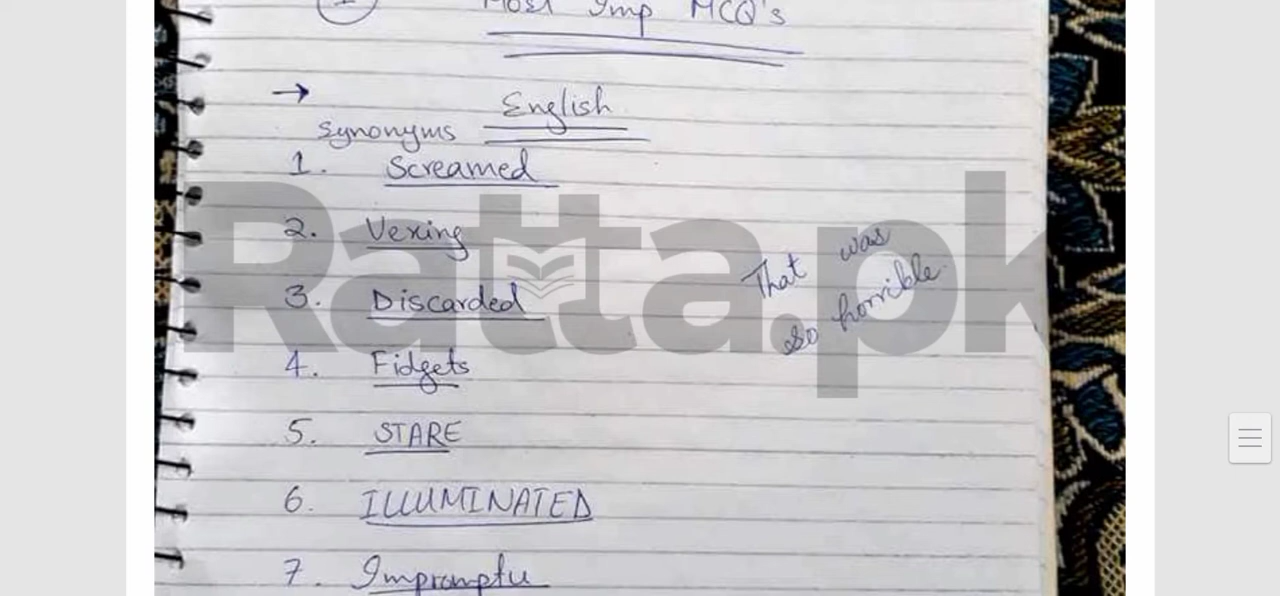 Most Imp MCQ's
→ English
Synonyms
1. Screamed
2. Vexing
3. Discarded
4. Fidgets
5. STARE
6. ILLUMINATED
7. Impromptu
That was
so horrible.
Ratta.pk